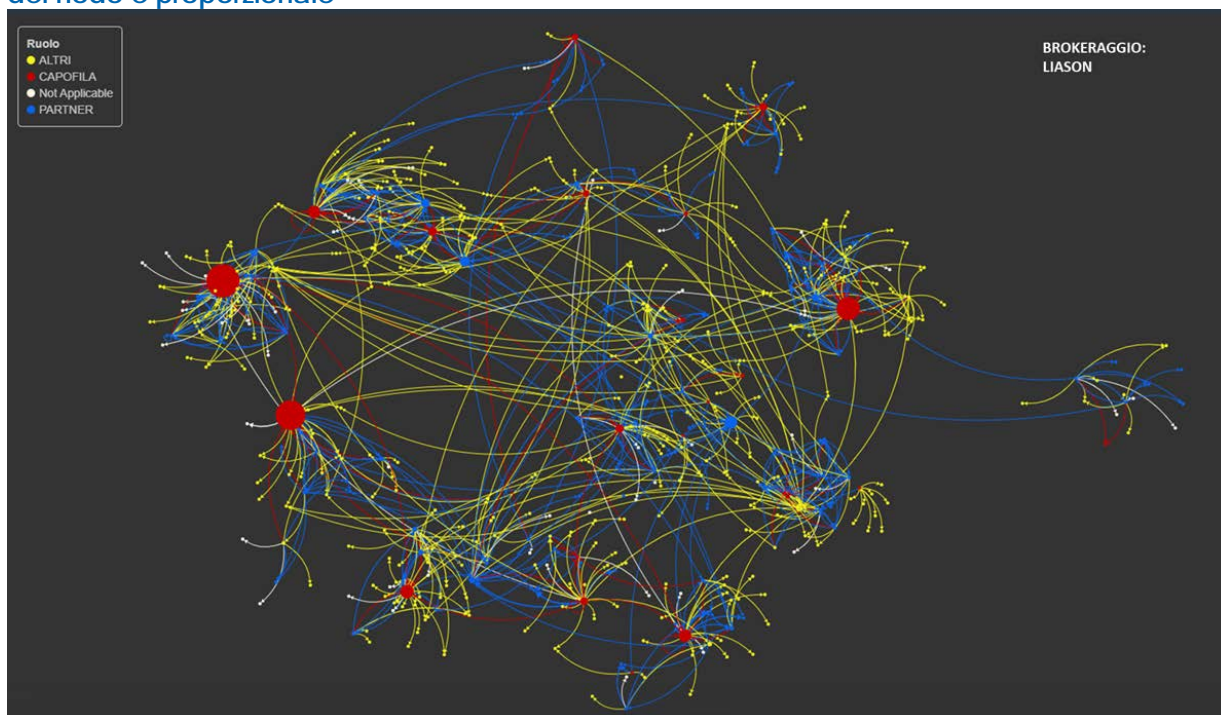 del nodo è proporzionale
Ruolo
ALTRI
CAPOFILA
Not Applicable
PARTNER
BROKERAGGIO:
LIASON